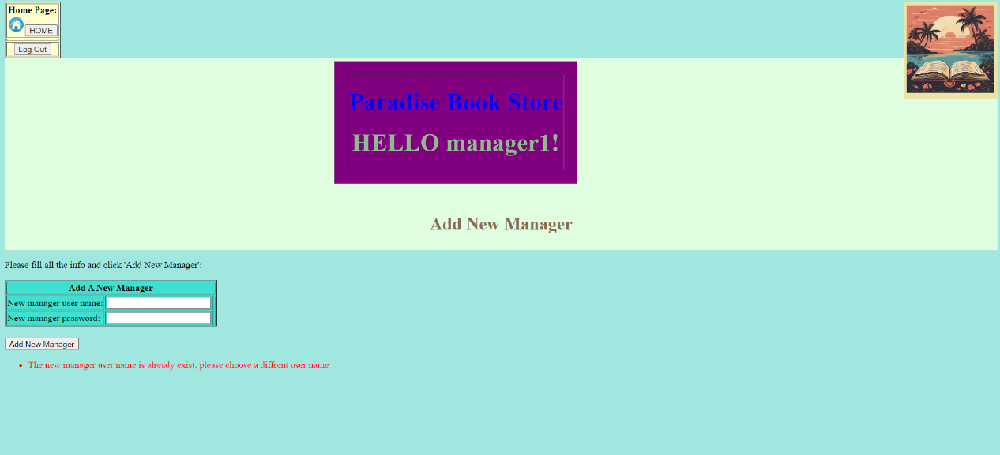 Home Page:
HOME
Log Out
Paradise Book Store
HELLO manager1!
Add New Manager
Please fill all the info and click 'Add New Manager':
Add A New Manager
New manager user name:
New manager password:
Add New Manager
The new manager user name is already exist, please choose a diffrent user name